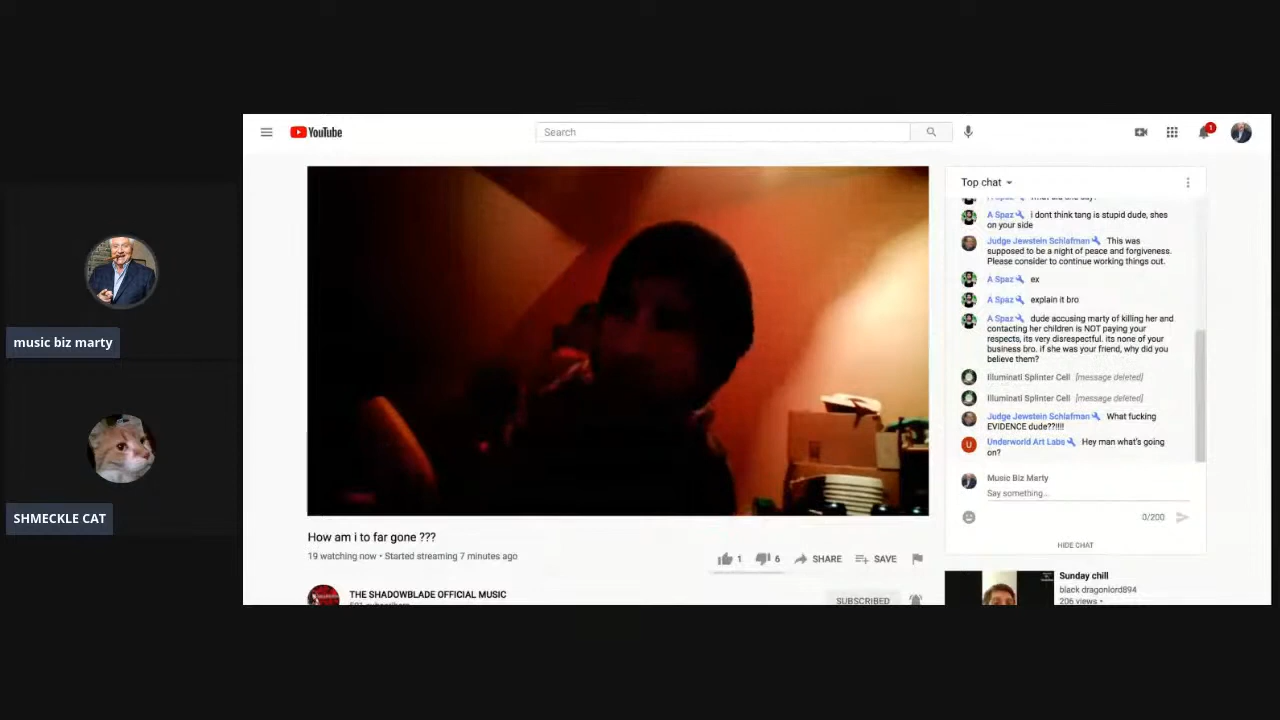 music biz marty
SHMECKLE CAT
YouTube
Search
1
Top chat
A Spaz i dont think tang is stupid dude, shes
on your side
Judge Jewstein Schlafman This was
supposed to be a night of peace and forgiveness.
Please consider to continue working things out.
A Spaz ex
A Spaz explain it bro
A Spaz dude accusing marty of killing her and
contacting her children is NOT paying your
respects, its very disrespectful. its none of your
business bro. if she was your friend, why did you
believe them?
Illuminati Splinter Cell [message deleted]
Illuminati Splinter Cell [message deleted]
Judge Jewstein Schlafman What fucking
EVIDENCE dude??!!!!
U Underworld Art Labs Hey man what's going
on?
Music Biz Marty
Say something...
0/200
HIDE CHAT
How am i to far gone ???
19 watching now • Started streaming 7 minutes ago
1 6 SHARE SAVE
THE SHADOWBLADE OFFICIAL MUSIC
SUBSCRIBED
Sunday chill
black dragonlord894
206 views •